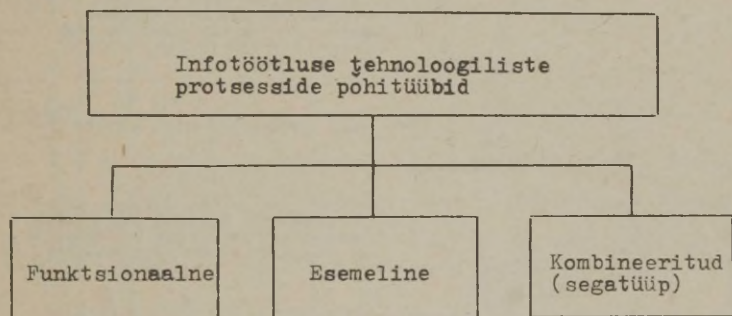 Infotöötluse tehnoloogiliste
protsesside põhitüübid
Funktsionaalne
Esemeline
Kombineeritud
(segatüüp)